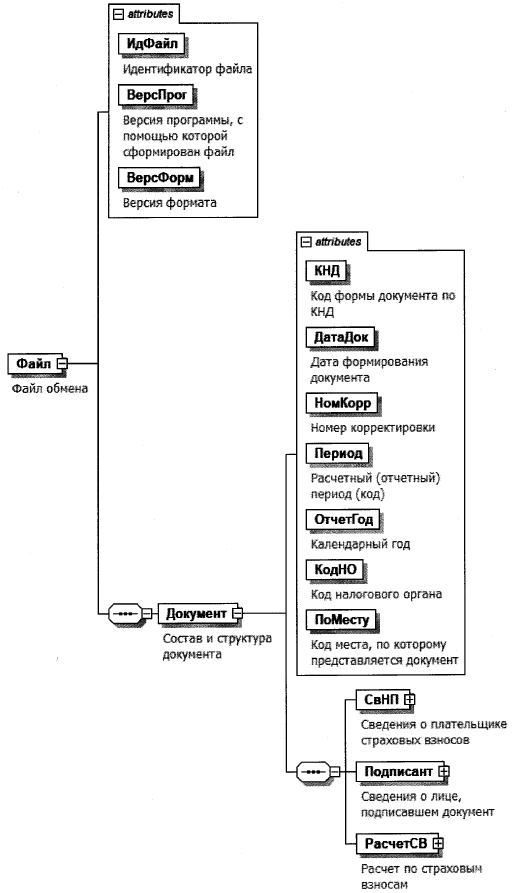 attributes
ИдФайл
Идентификатор файла
ВерсПрог
Версия программы, с
помощью которой
сформирован файл
ВерсФорм
Версия формата
Файл
Файл обмена
Документ
Состав и структура
документа
attributes
КНД
Код формы документа по
КНД
ДатаДок
Дата формирования
документа
НомКорр
Номер корректировки
Период
Расчетный (отчетный)
период (код)
ОтчетГод
Календарный год
КодНО
Код налогового органа
ПоМесту
Код места, по которому
представляется документ
СвНП
Сведения о плательщике
страховых взносов
Подписант
Сведения о лице,
подписавшем документ
РасчетСВ
Расчет по страховым
взносам